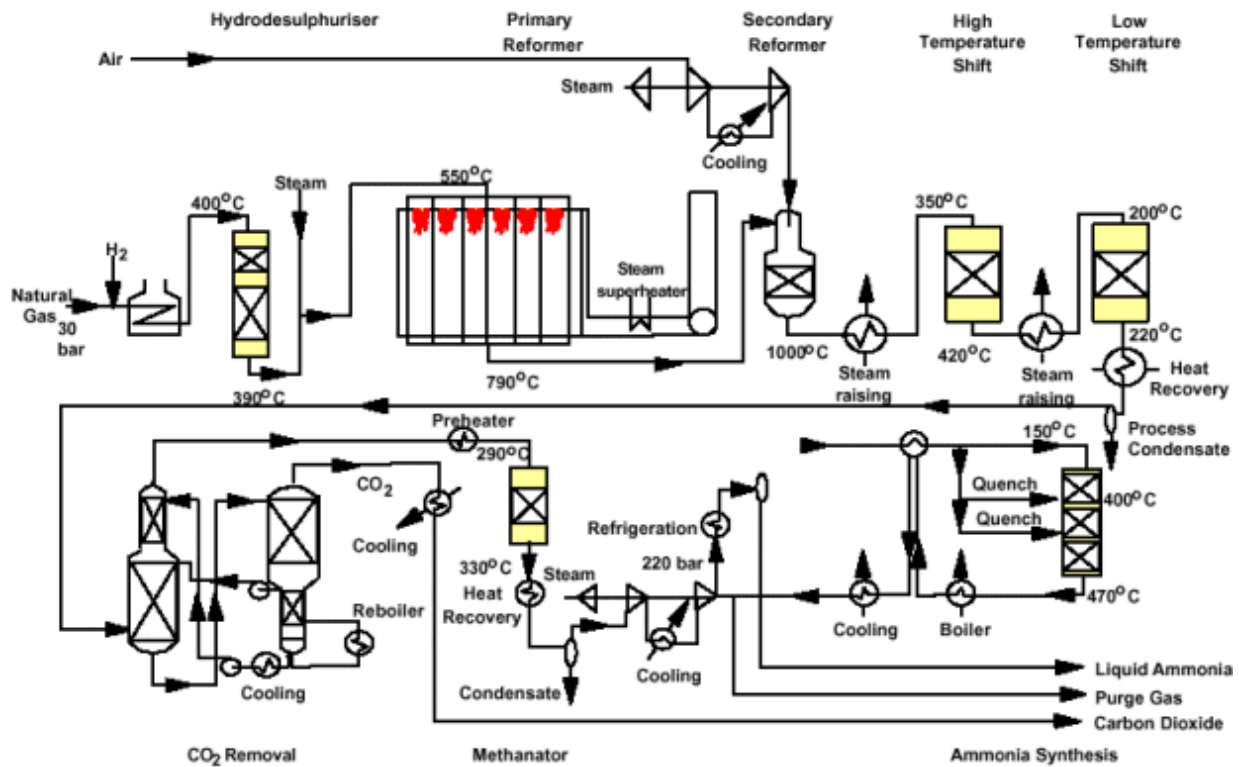 Hydrodesulphuriser
Primary
Reformer
Secondary
Reformer
High
Temperature
Shift
Low
Temperature
Shift
Air
Steam
Cooling
Steam
400°C
550°C
350°C
200°C
H2
Natural
Gas
30
bar
Steam
superheater
390°C
790°C
1000°C
Steam
raising
420°C
Steam
raising
220°C
Heat
Recovery
Process
Condensate
Preheater
290°C
150°C
CO2
Cooling
Refrigeration
Quench
400°C
Quench
330°C
Heat
Recovery
Steam
220 bar
470°C
Reboiler
Cooling
Condensate
Cooling
Cooling
Boiler
Liquid Ammonia
Purge Gas
Carbon Dioxide
CO2 Removal
Methanator
Ammonia Synthesis